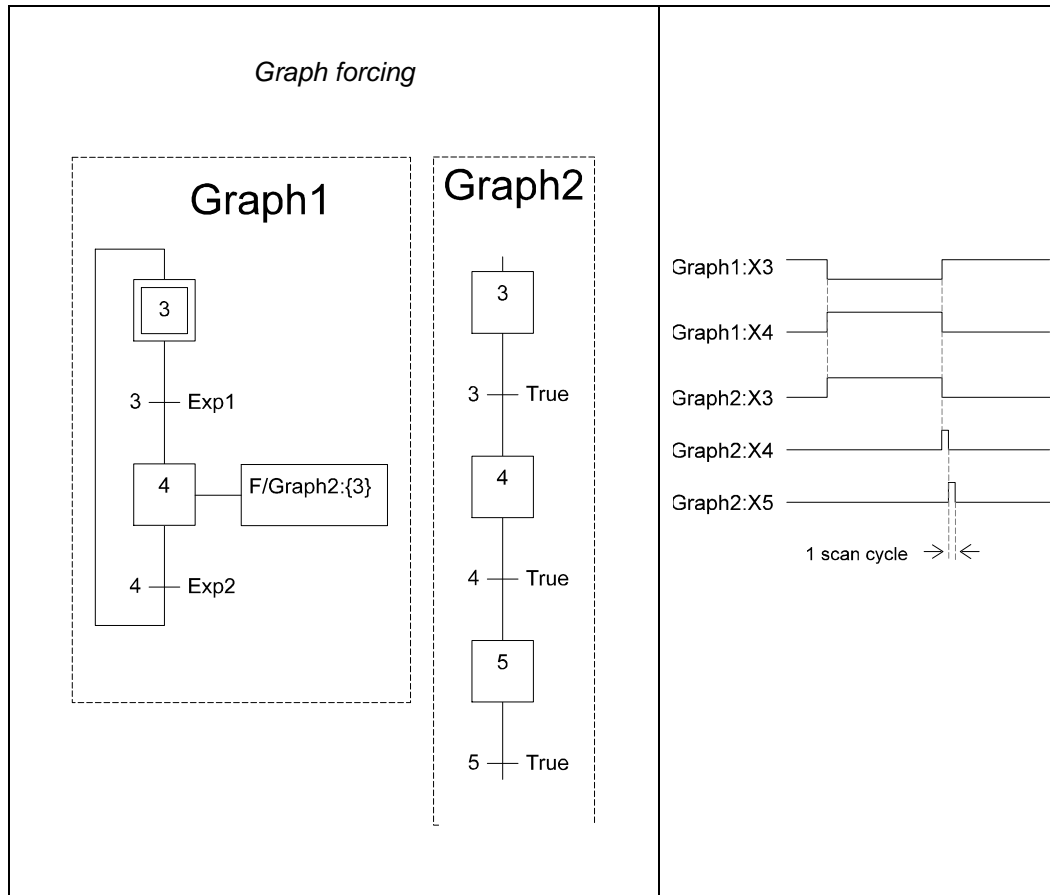 Graph forcing
Graph1
3
3 Exp1
4 F/Graph2:{3}
4 Exp2
Graph2
3
3 True
4
4 True
5
5 True
Graph1:X3
Graph1:X4
Graph2:X3
Graph2:X4
Graph2:X5
1 scan cycle